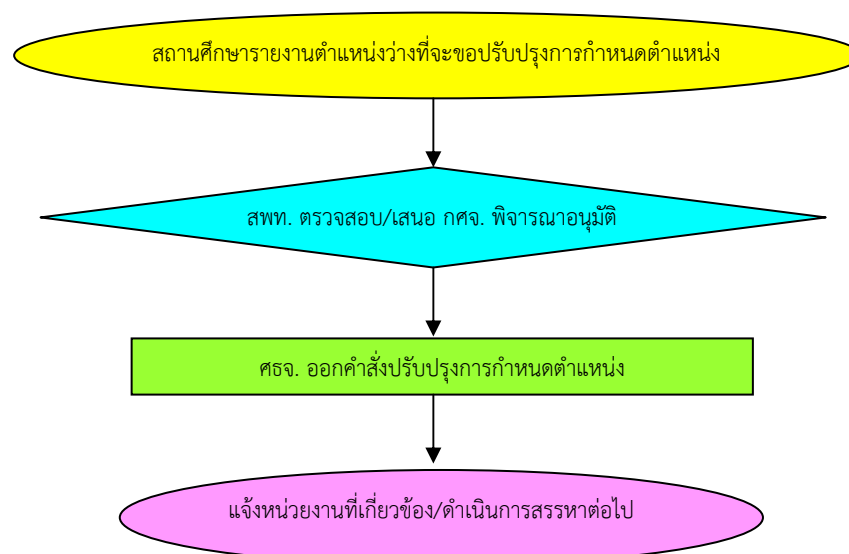 สถานศึกษารายงานตำแหน่งว่างที่จะขอปรับปรุงการกำหนดตำแหน่ง
สพท. ตรวจสอบ/เสนอ กศจ. พิจารณาอนุมัติ
ศธจ. ออกคำสั่งปรับปรุงการกำหนดตำแหน่ง
แจ้งหน่วยงานที่เกี่ยวข้อง/ดำเนินการสรรหาต่อไป